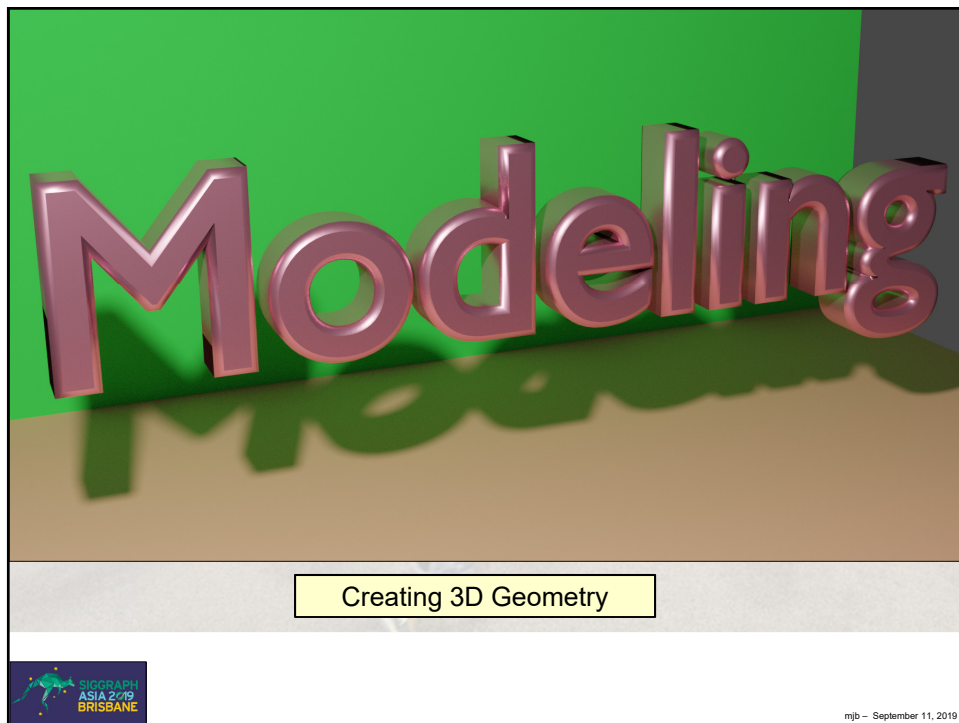 Modeling
Creating 3D Geometry
SIGGRAPH
ASIA 2019
BRISBANE
mjb – September 11, 2019